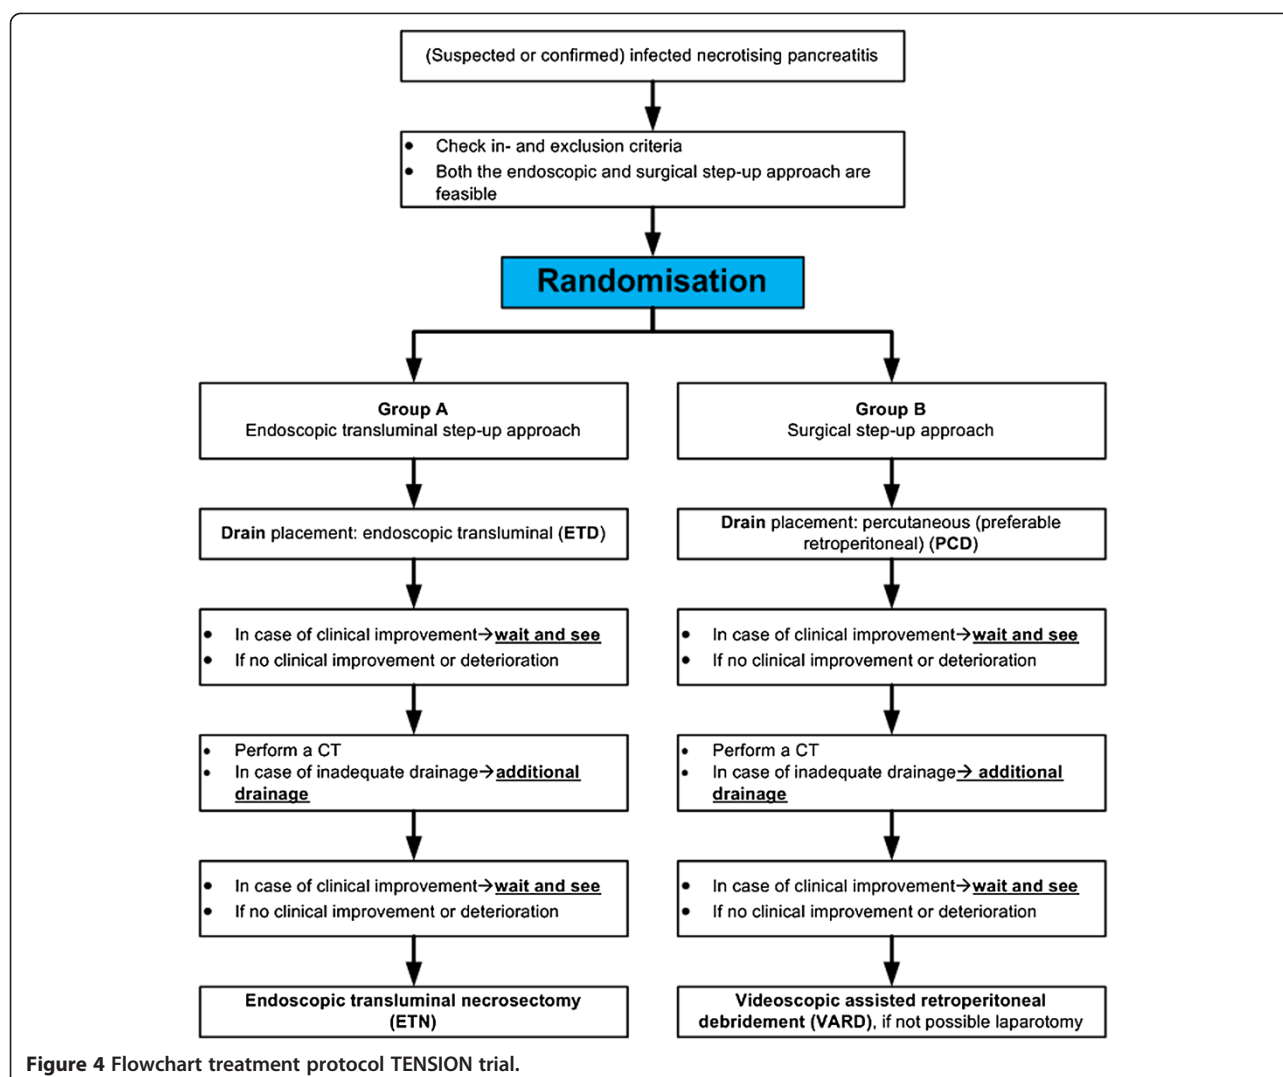 (Suspected or confirmed) infected necrotising pancreatitis
• Check in- and exclusion criteria
• Both the endoscopic and surgical step-up approach are
feasible
Randomisation
Group A
Endoscopic transluminal step-up approach
Drain placement: endoscopic transluminal (ETD)
• In case of clinical improvement→wait and see
• If no clinical improvement or deterioration
• Perform a CT
• In case of inadequate drainage→additional
drainage
• In case of clinical improvement→wait and see
• If no clinical improvement or deterioration
Endoscopic transluminal necrosectomy
(ETN)
Group B
Surgical step-up approach
Drain placement: percutaneous (preferable
retroperitoneal) (PCD)
• In case of clinical improvement→wait and see
• If no clinical improvement or deterioration
• Perform a CT
• In case of inadequate drainage→ additional
drainage
• In case of clinical improvement→wait and see
• If no clinical improvement or deterioration
Videoscopic assisted retroperitoneal
debridement (VARD), if not possible laparotomy
Figure 4 Flowchart treatment protocol TENSION trial.